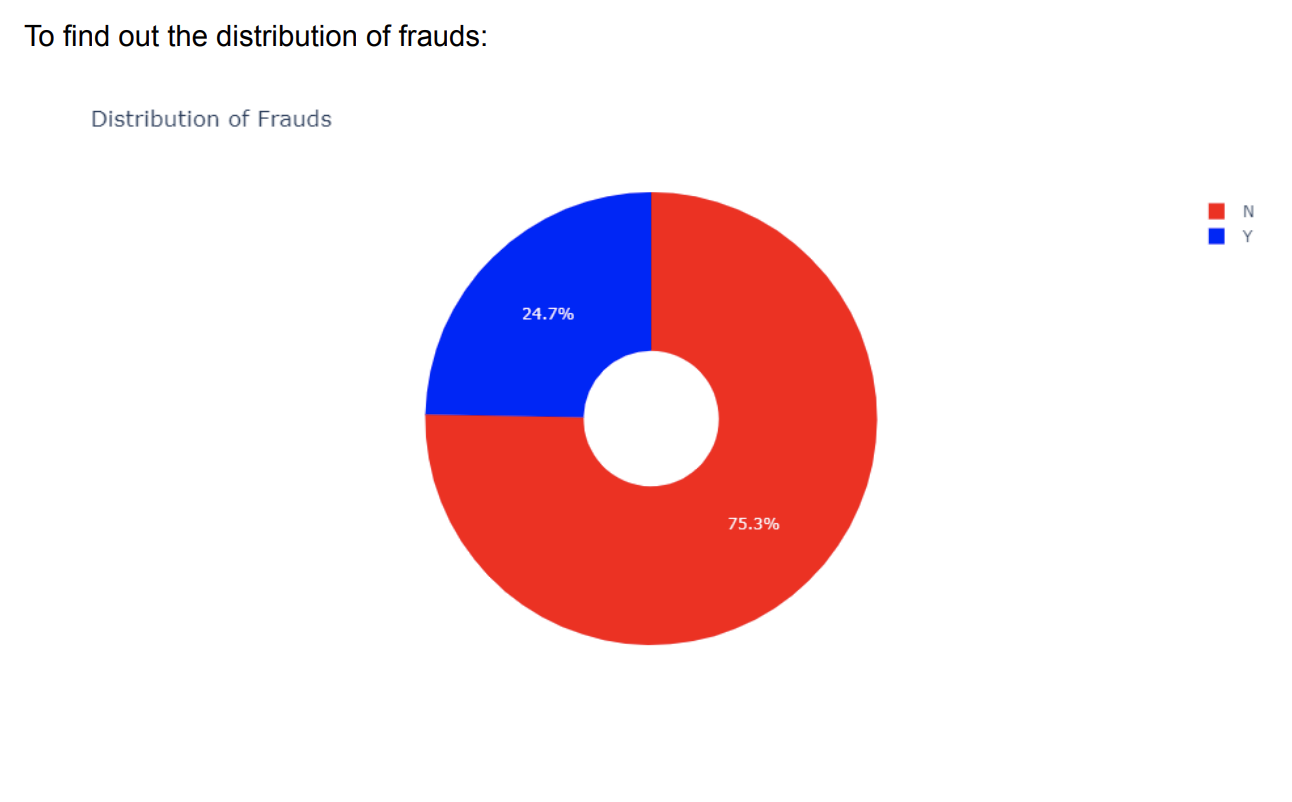 To find out the distribution of frauds:
Distribution of Frauds
N
Y
24.7%
75.3%